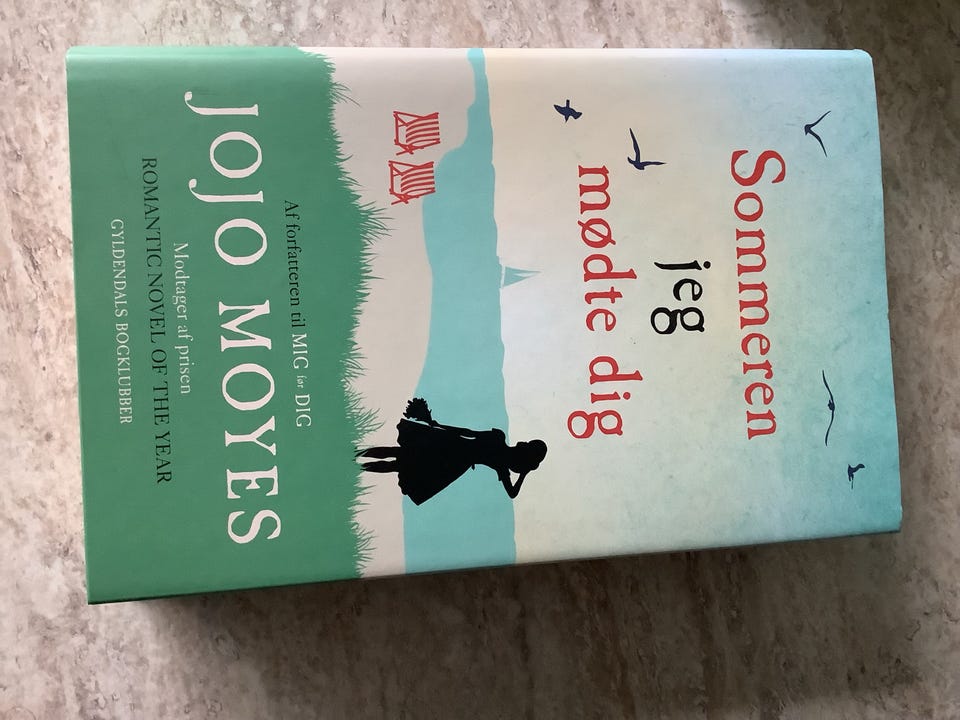 Sommeren
jeg
mødte dig
Af forfatteren til MIG før DIG
JOJO MOYES
Modtager af prisen
ROMANTIC NOVEL OF THE YEAR
GYLDENDALS BOGKLUBBER